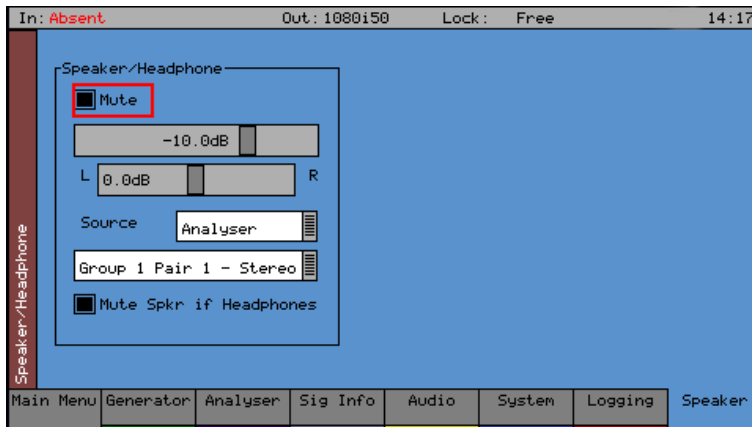 In: Absent Out: 1080i50 Lock: Free 14:17
Speaker/Headphone
Mute
-10.0dB
L 0.0dB R
Source Analyser
Group 1 Pair 1 - Stereo
Mute Spkr if Headphones
Speaker/Headphone
Main Menu Generator Analyser Sig Info Audio System Logging Speaker